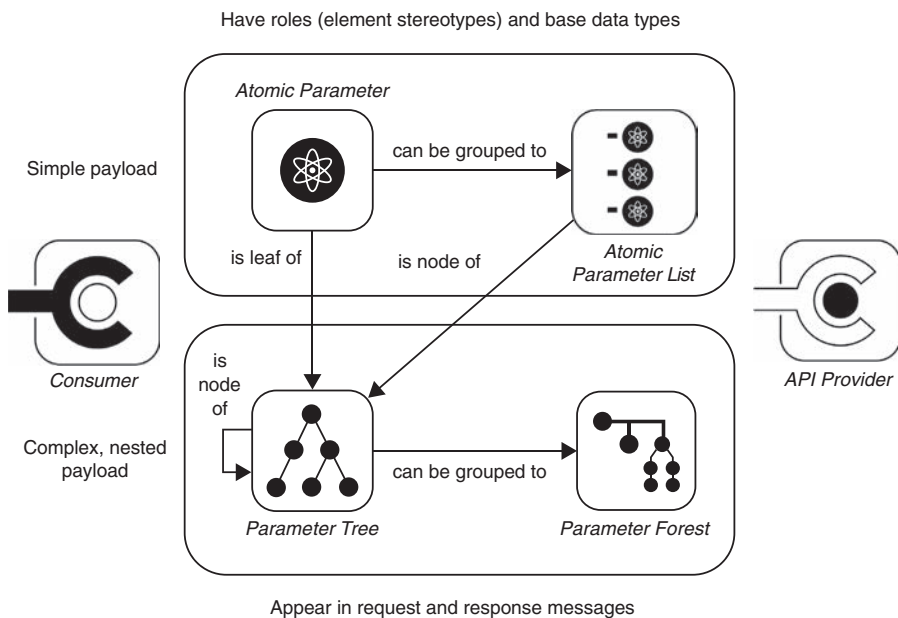 Have roles (element stereotypes) and base data types
Atomic Parameter
Simple payload
can be grouped to
Atomic
Parameter List
is leaf of
is node of
Consumer
API Provider
is
node
of
Complex, nested
payload
can be grouped to
Parameter Tree
Parameter Forest
Appear in request and response messages